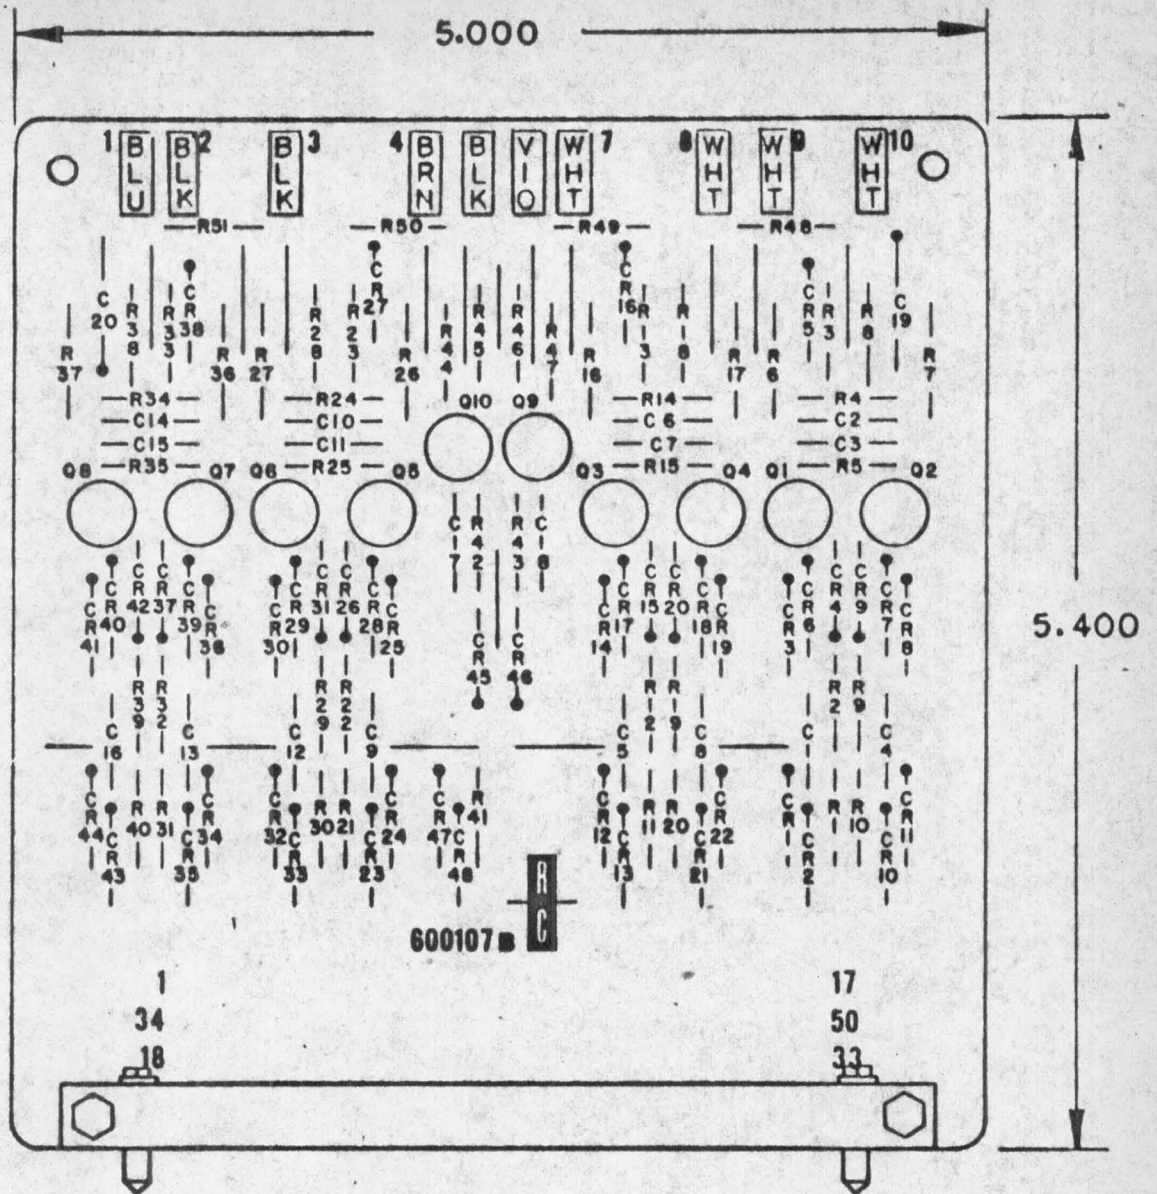 5.000
1 BLU BLK 2 BLK 3 4 BRN BLK VIO WHT 7 8 WHT WHT 9 WHT 10
R51 R50 R49 R48
C20 R38 R33 CR38 R28 R23 CR27 R44 R45 R46 R47 CR16 R13 R18 CR5 R3 R8 C19
R37 R36 R27 R26 R16 R17 R6 R7
R34 R24 Q10 Q9 R14 R4
C14 C10 C6 C2
C15 C11 C7 C3
Q8 R35 Q7 Q6 R25 Q5 Q3 R15 Q4 Q1 R5 Q2
C17 R42 R43 C18
CR41 CR40 CR42 CR37 CR39 CR36 CR30 CR29 CR31 CR26 CR28 CR25 CR14 CR17 CR15 CR20 CR18 CR19 CR3 CR6 CR4 CR9 CR7 CR8
5.400
CR45 CR46
R39 R32 R29 R22 R12 R19 R2 R9
C16 C13 C12 C9 C5 C8 C1 C4
CR44 CR43 R40 R31 CR35 CR34 CR32 CR33 R30 R21 CR23 CR24 CR47 CR48 R41 CR12 CR13 R11 R20 CR21 CR22 CR1 CR2 R1 R10 CR10 CR11
RC
600107 B
1 17
34 50
18 33